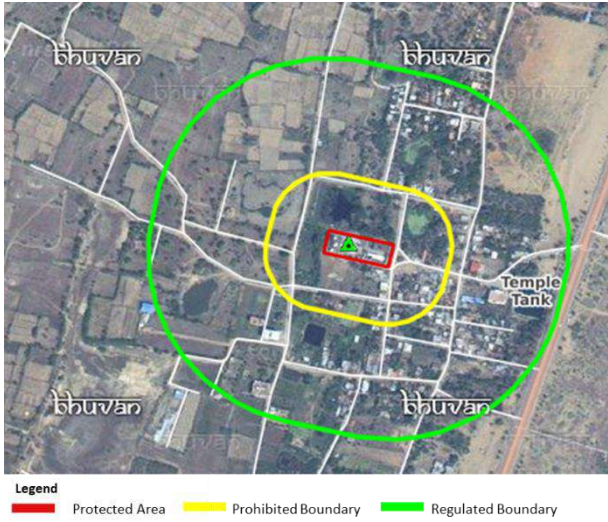 bhuvan bhuvan
Temple
Tank
bhuvan bhuvan
Legend
Protected Area Prohibited Boundary Regulated Boundary